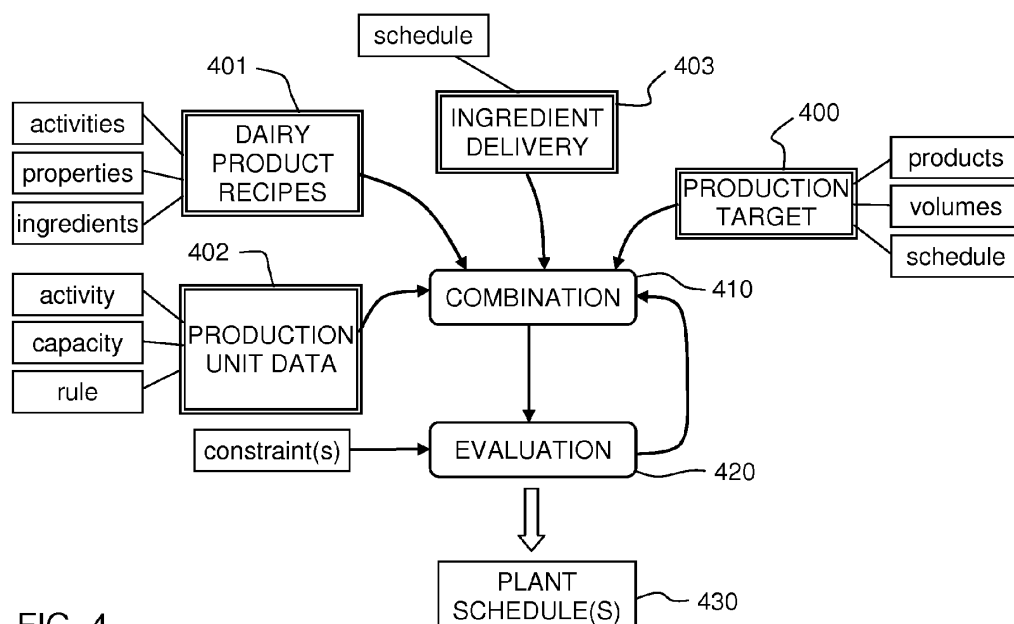 schedule
401
403
activities
DAIRY
PRODUCT
RECIPES
INGREDIENT
DELIVERY
400
properties
products
ingredients
PRODUCTION
TARGET
volumes
schedule
402
activity
PRODUCTION
UNIT DATA
COMBINATION
410
capacity
rule
constraint(s)
EVALUATION
420
PLANT
SCHEDULE(S)
430
FIG. 4